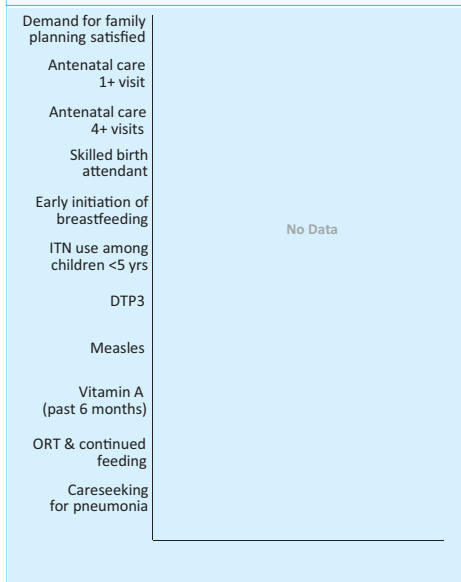 Demand for family
planning satisfied
Antenatal care
1+ visit
Antenatal care
4+ visits
Skilled birth
attendant
Early initiation of
breastfeeding
No Data
ITN use among
children <5 yrs
DTP3
Measles
Vitamin A
(past 6 months)
ORT & continued
feeding
Careseeking
for pneumonia